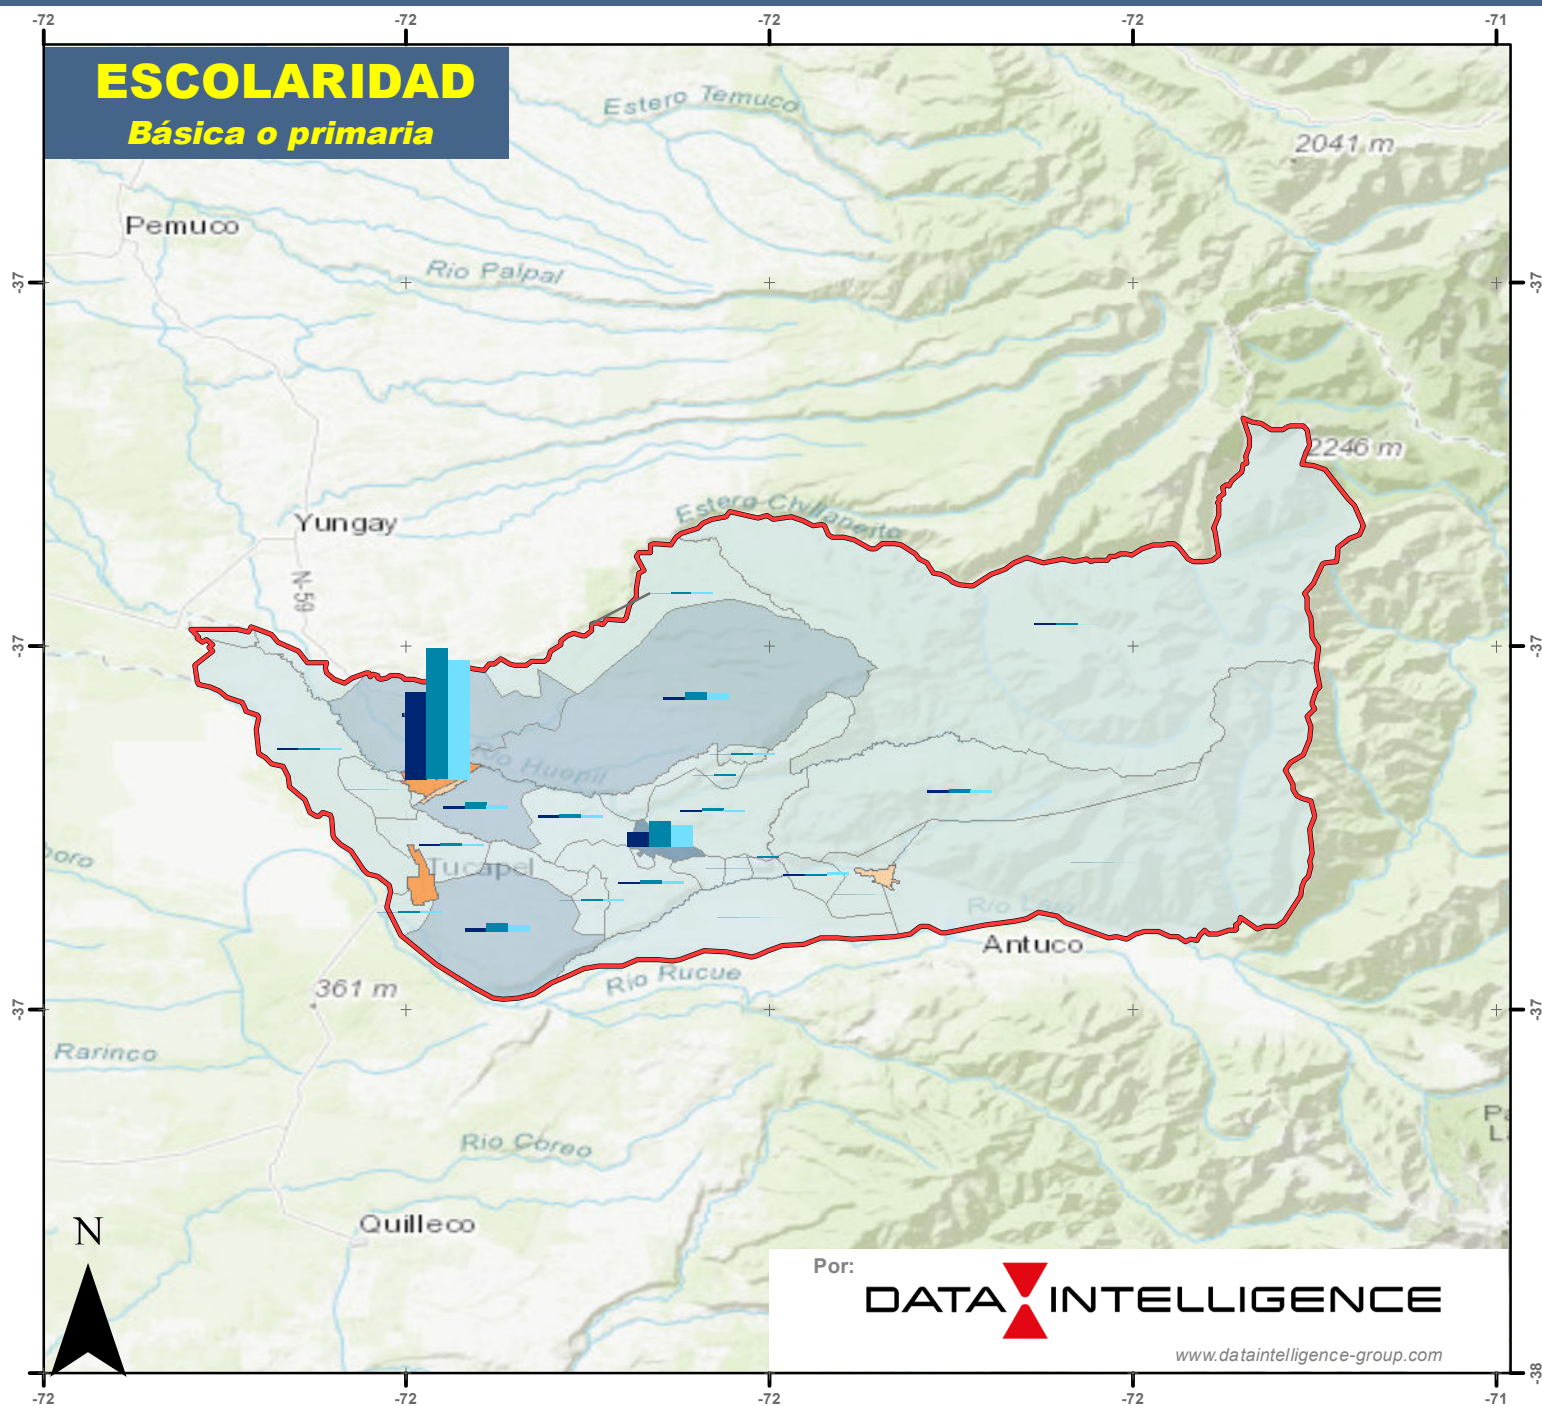 -72 -72 -72 -72 -71
ESCOLARIDAD
Básica o primaria
Estero Temuco
2041 m
Pemuco
Rio Palpal
-37 -37
2246 m
Estero Chillancito
Yungay
N-59
-37 -37
Rio Huepil
Tucapel
Rio Laja
Antuco
Rio Rucue
361 m
-37 -37
Rarinco
Rio Coreo
Quilleco
N
Por:
DATA INTELLIGENCE
www.dataintelligence-group.com
-38
-72 -72 -72 -72 -71